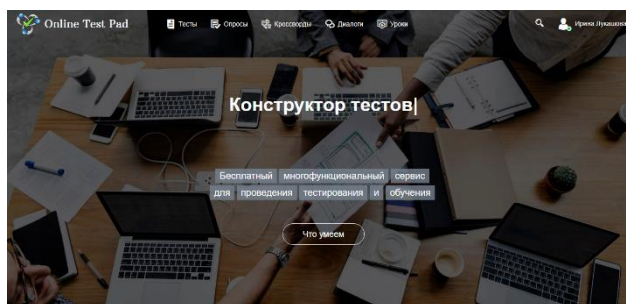 Online Test Pad
Тесты Опросы Кроссворды Диалоги Уроки
Ирина Лукашова
Конструктор тестов|
Бесплатный многофункциональный сервис
для проведения тестирования и обучения
Что умеем